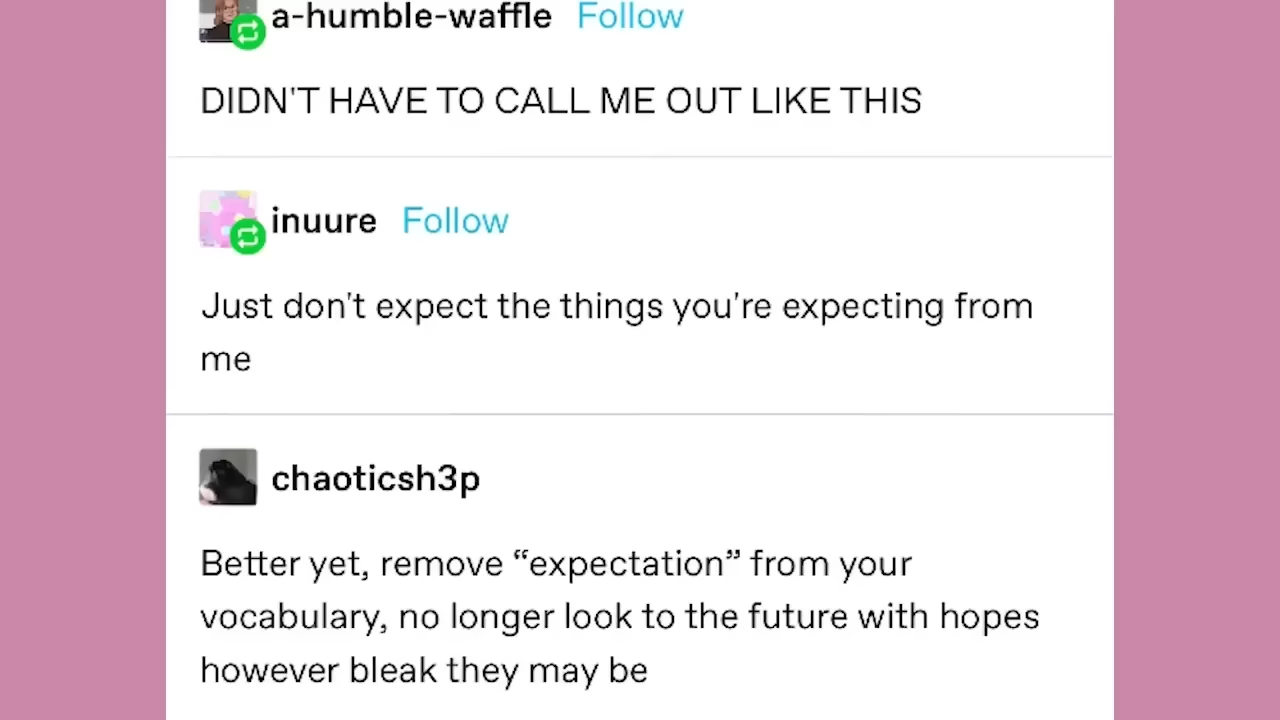 a-humble-waffle Follow
DIDN'T HAVE TO CALL ME OUT LIKE THIS
inuure Follow
Just don't expect the things you're expecting from
me
chaoticsh3p
Better yet, remove “expectation” from your
vocabulary, no longer look to the future with hopes
however bleak they may be